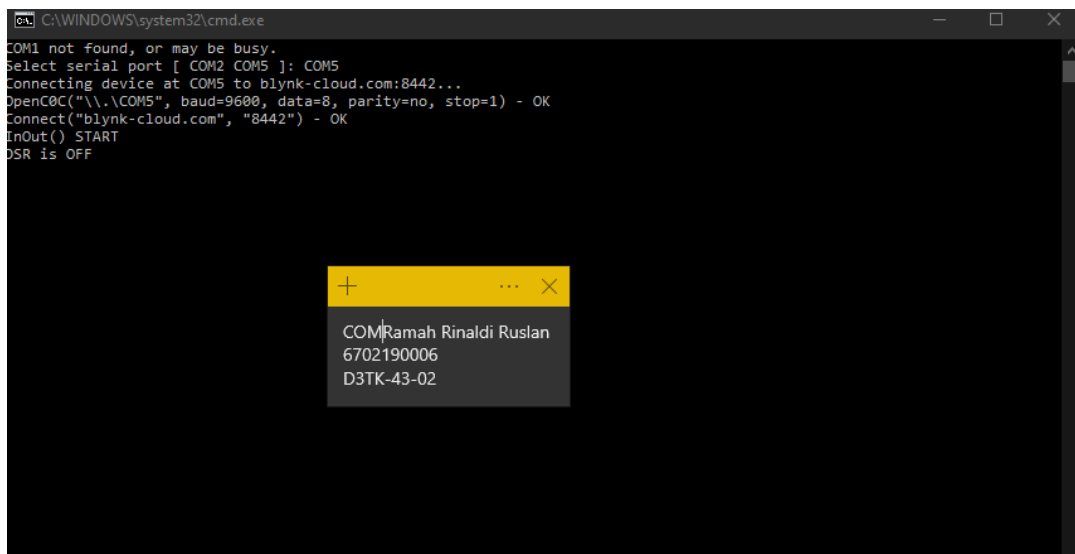 C:\WINDOWS\system32\cmd.exe
COM1 not found, or may be busy.
Select serial port [ COM2 COM5 ]: COM5
Connecting device at COM5 to blynk-cloud.com:8442...
OpenC0C("\\.\COM5", baud=9600, data=8, parity=no, stop=1) - OK
Connect("blynk-cloud.com", "8442") - OK
InOut() START
DSR is OFF
COMRamah Rinaldi Ruslan
6702190006
D3TK-43-02